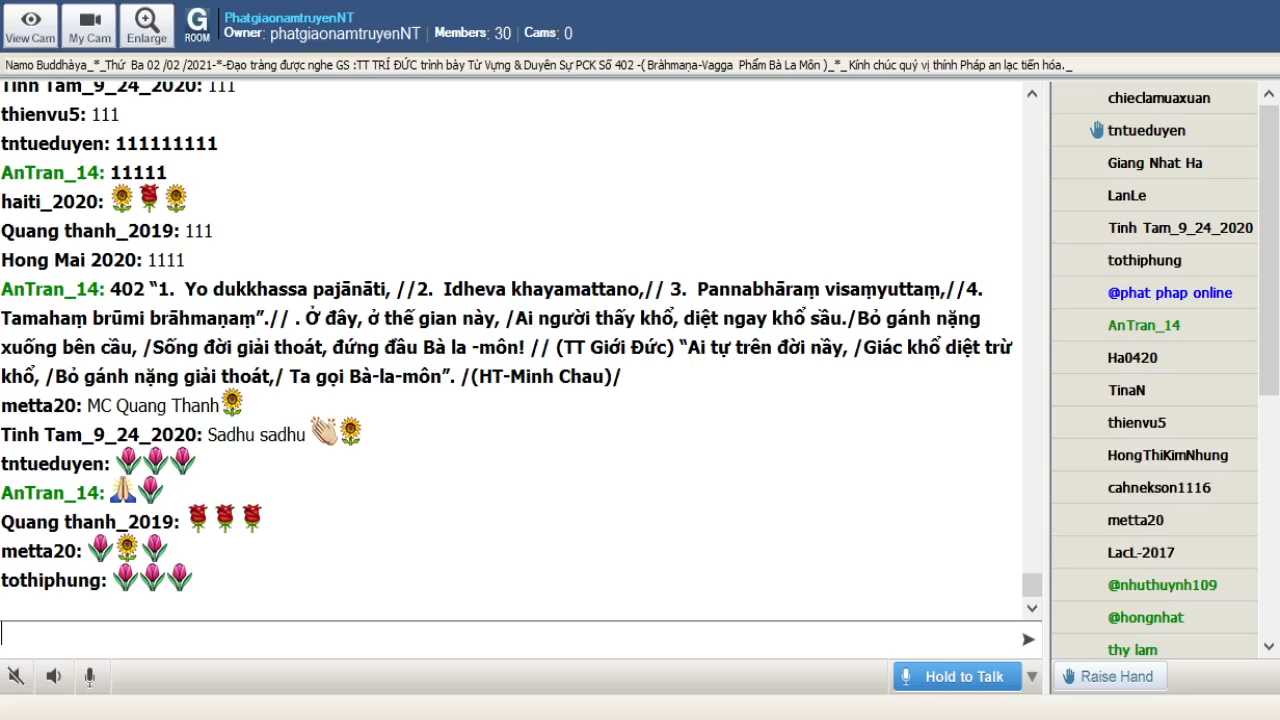 View Cam
My Cam
Enlarge
G
ROOM
PhatgiaonamtruyenNT
Owner: phatgiaonamtruyenNT | Members: 30 | Cams: 0
Namo Buddhàya_*_Thứ Ba 02 /02 /2021-*-Đạo tràng được nghe GS :TT TRÍ ĐỨC trình bày Từ Vựng & Duyên Sự PCK Số 402 -( Bràhmaṇa-Vagga Phẩm Bà La Môn )_*_ Kính chúc quý vị thính Pháp an lạc tiến hóa._
Tinh Tam_9_24_2020: 111
thienvu5: 111
tntueduyen: 111111111
AnTran_14: 11111
haiti_2020:
Quang thanh_2019: 111
Hong Mai 2020: 1111
AnTran_14: 402 “1. Yo dukkhassa pajānāti, //2. Idheva khayamattano,// 3. Pannabhāraṃ visaṃyuttaṃ,//4.
Tamahaṃ brūmi brāhmaṇaṃ”.// . Ở đây, ở thế gian này, /Ai người thấy khổ, diệt ngay khổ sầu./Bỏ gánh nặng
xuống bên cầu, /Sống đời giải thoát, đứng đầu Bà la -môn! // (TT Giới Đức) “Ai tự trên đời nầy, /Giác khổ diệt trừ
khổ, /Bỏ gánh nặng giải thoát,/ Ta gọi Bà-la-môn”. /(HT-Minh Chau)/
metta20: MC Quang Thanh
Tinh Tam_9_24_2020: Sadhu sadhu
tntueduyen:
AnTran_14:
Quang thanh_2019:
metta20:
tothiphung:
Hold to Talk
chieclamuaxuan
tntueduyen
Giang Nhat Ha
LanLe
Tinh Tam_9_24_2020
tothiphung
@phat phap online
AnTran_14
Ha0420
TinaN
thienvu5
HongThiKimNhung
cahnekson1116
metta20
LacL-2017
@nhuthuynh109
@hongnhat
thy lam
Raise Hand